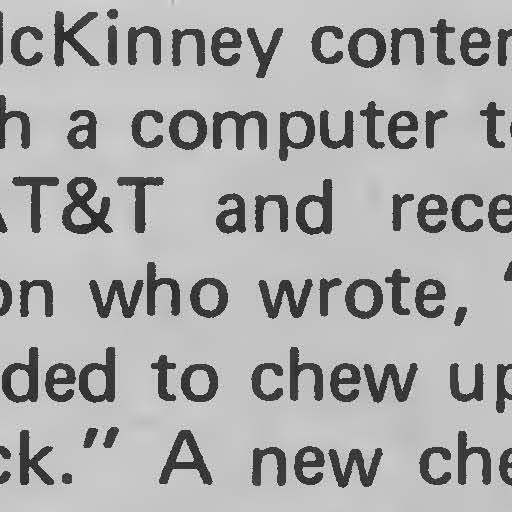 cKinney conten
h a computer t
T&T and rece
on who wrote, "
ded to chew up
ck." A new che